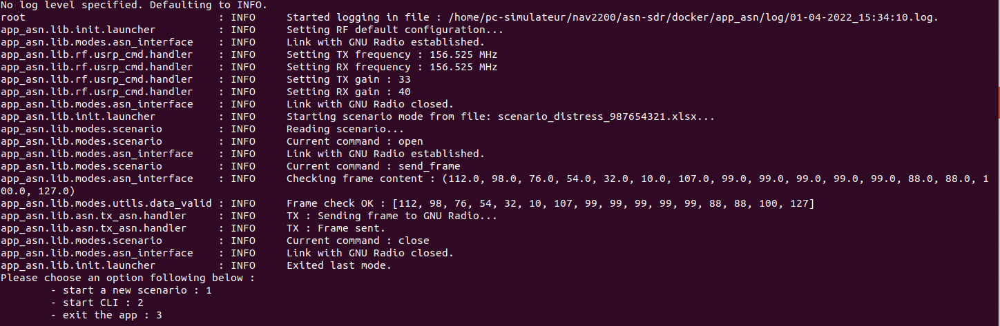 No log level specified. Defaulting to INFO.
root                               : INFO     Started logging in file : /home/pc-simulateur/nav2200/asn-sdr/docker/app_asn/log/01-04-2022_15:34:10.log.
app_asn.lib.init.launcher          : INFO     Setting RF default configuration...
app_asn.lib.modes.asn_interface    : INFO     Link with GNU Radio established.
app_asn.lib.rf.usrp_cmd.handler    : INFO     Setting TX frequency : 156.525 MHz
app_asn.lib.rf.usrp_cmd.handler    : INFO     Setting RX frequency : 156.525 MHz
app_asn.lib.rf.usrp_cmd.handler    : INFO     Setting TX gain : 33
app_asn.lib.rf.usrp_cmd.handler    : INFO     Setting RX gain : 40
app_asn.lib.modes.asn_interface    : INFO     Link with GNU Radio closed.
app_asn.lib.init.launcher          : INFO     Starting scenario mode from file: scenario_distress_987654321.xlsx...
app_asn.lib.modes.scenario         : INFO     Reading scenario...
app_asn.lib.modes.scenario         : INFO     Current command : open
app_asn.lib.modes.asn_interface    : INFO     Link with GNU Radio established.
app_asn.lib.modes.scenario         : INFO     Current command : send_frame
app_asn.lib.modes.asn_interface    : INFO     Checking frame content : (112.0, 98.0, 76.0, 54.0, 32.0, 10.0, 107.0, 99.0, 99.0, 99.0, 99.0, 99.0, 88.0, 88.0, 1
00.0, 127.0)
app_asn.lib.modes.utils.data_valid : INFO     Frame check OK : [112, 98, 76, 54, 32, 10, 107, 99, 99, 99, 99, 99, 88, 88, 100, 127]
app_asn.lib.asn.tx_asn.handler     : INFO     TX : Sending frame to GNU Radio...
app_asn.lib.asn.tx_asn.handler     : INFO     TX : Frame sent.
app_asn.lib.modes.scenario         : INFO     Current command : close
app_asn.lib.modes.asn_interface    : INFO     Link with GNU Radio closed.
app_asn.lib.init.launcher          : INFO     Exited last mode.
Please choose an option following below :
        - start a new scenario : 1
        - start CLI : 2
        - exit the app : 3